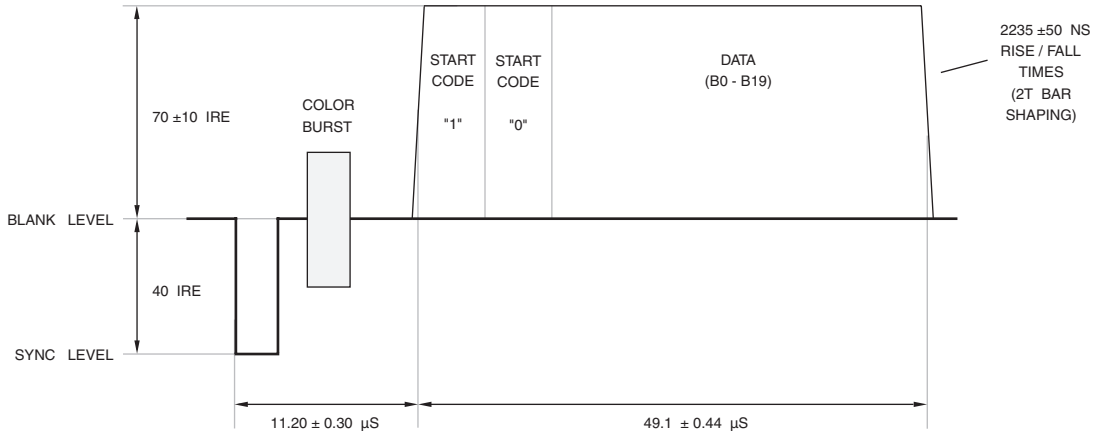 2235 ±50 NS
RISE / FALL
TIMES
(2T BAR
SHAPING)
START
CODE
"1"
START
CODE
"0"
DATA
(B0 - B19)
COLOR
BURST
70 ±10 IRE
BLANK LEVEL
40 IRE
SYNC LEVEL
11.20 ± 0.30 µS
49.1 ± 0.44 µS